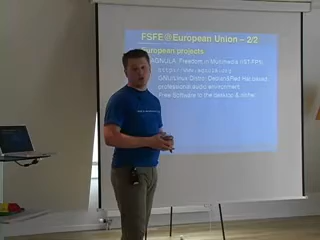 FSFE@European Union – 2/2
European projects
AGNULA: Freedom in Multimedia (IST-FP5)
GNU/Linux Distro: Debian&Red Hat based
professional audio environment
Free Software to the desktop &